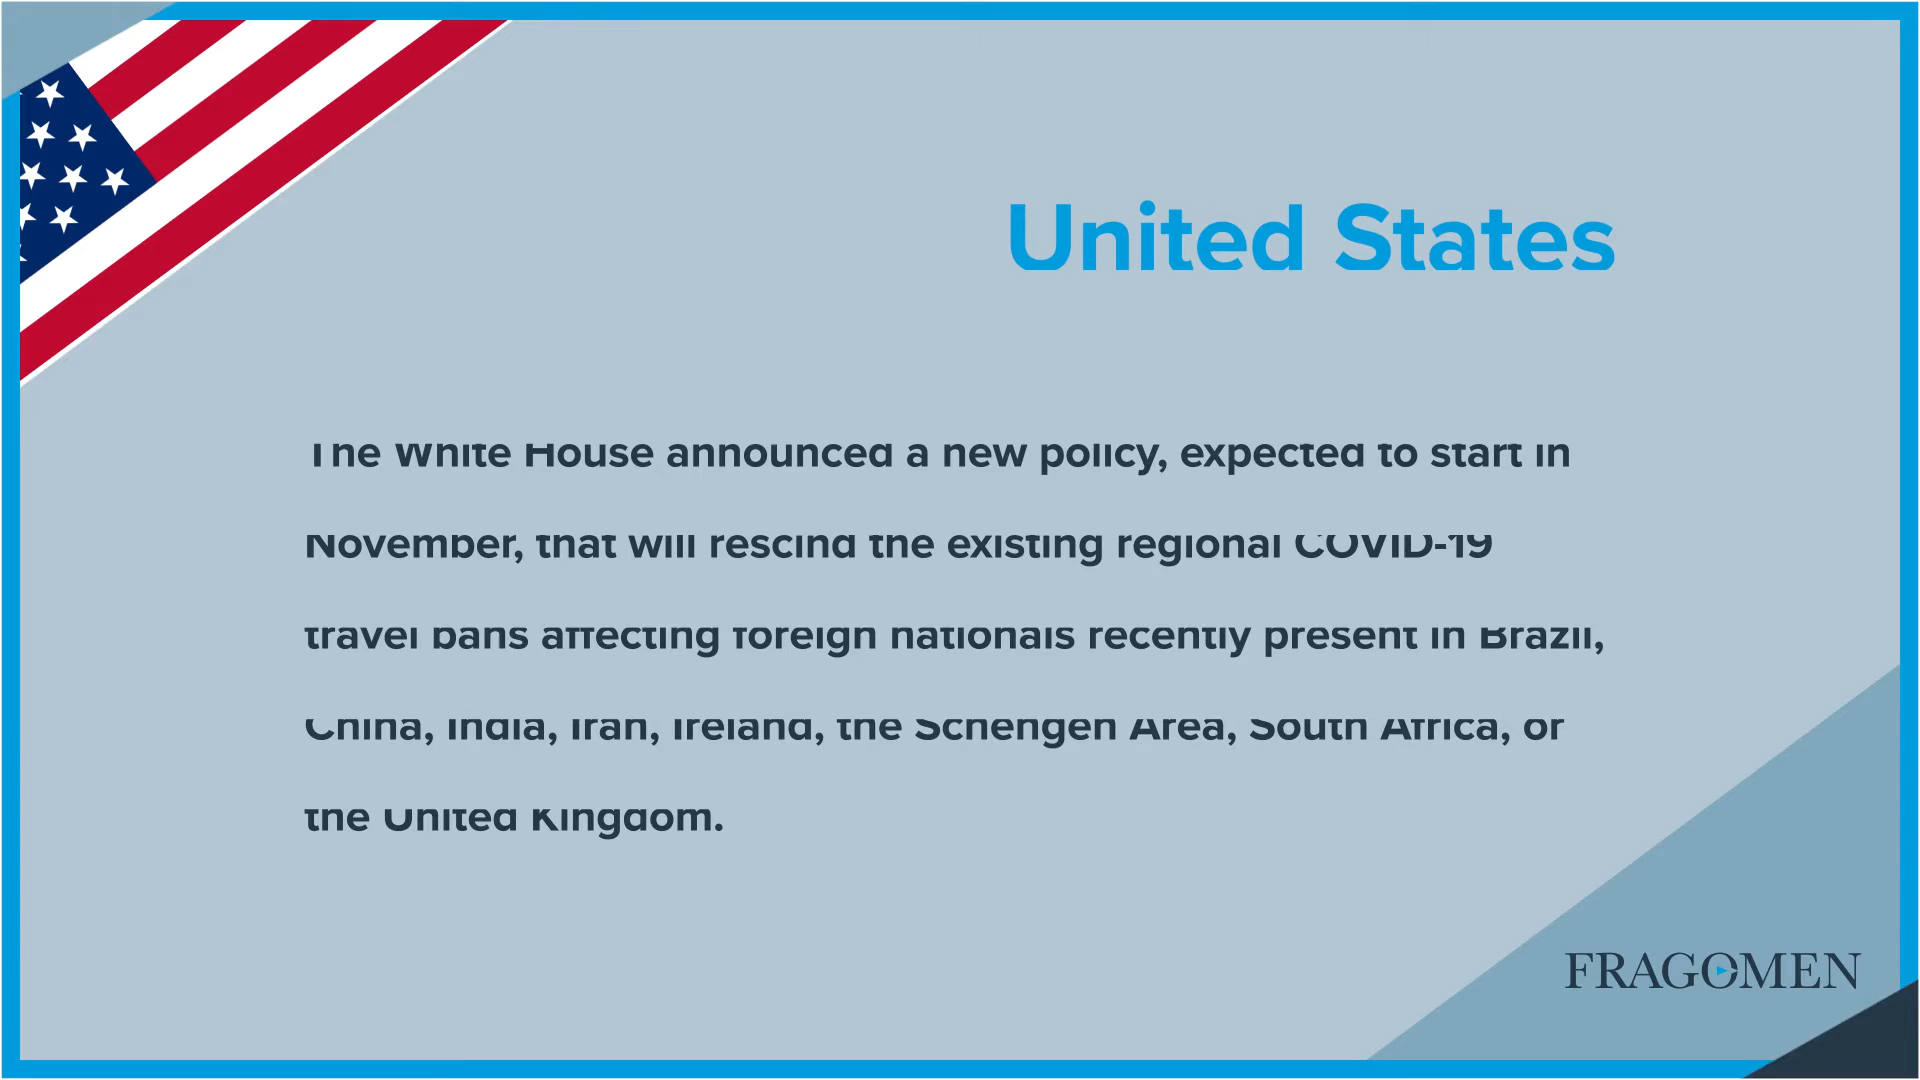 United States
The White House announced a new policy, expected to start in
November, that will rescind the existing regional COVID-19
travel bans affecting foreign nationals recently present in Brazil,
China, India, Iran, Ireland, the Schengen Area, South Africa, or
the United Kingdom.
FRAGOMEN